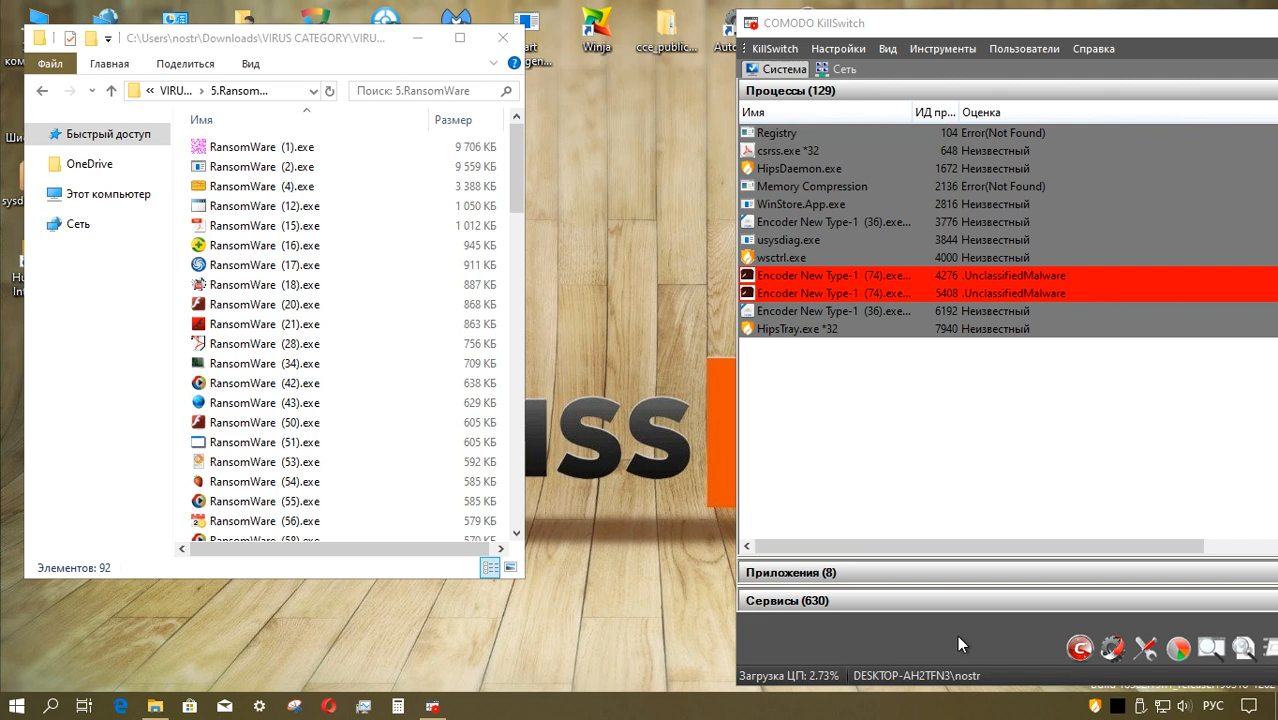 C:\Users\nostr\Downloads\VIRUS CATEGORY\VIRU...
Файл
Главная
Поделиться
Вид
VIRU...
5.Ransom...
Поиск: 5.RansomWare
Быстрый доступ
OneDrive
Этот компьютер
Сеть
Имя
Размер
RansomWare (1).exe 9 706 КБ
RansomWare (2).exe 9 559 КБ
RansomWare (4).exe 3 388 КБ
RansomWare (12).exe 1 050 КБ
RansomWare (15).exe 1 012 КБ
RansomWare (16).exe 945 КБ
RansomWare (17).exe 911 КБ
RansomWare (18).exe 887 КБ
RansomWare (20).exe 868 КБ
RansomWare (21).exe 863 КБ
RansomWare (28).exe 756 КБ
RansomWare (34).exe 709 КБ
RansomWare (42).exe 638 КБ
RansomWare (43).exe 629 КБ
RansomWare (50).exe 605 КБ
RansomWare (51).exe 605 КБ
RansomWare (53).exe 592 КБ
RansomWare (54).exe 585 КБ
RansomWare (55).exe 585 КБ
RansomWare (56).exe 579 КБ
RansomWare (58).exe 570 КБ
Элементов: 92
Winja
cce_public...
COMODO KillSwitch
KillSwitch Настройки Вид Инструменты Пользователи Справка
Система Сеть
Процессы (129)
Имя ИД пр... Оценка
Registry 104 Error(Not Found)
csrss.exe *32 648 Неизвестный
HipsDaemon.exe 1672 Неизвестный
Memory Compression 2136 Error(Not Found)
WinStore.App.exe 2816 Неизвестный
Encoder New Type-1 (36).exe... 3776 Неизвестный
usysdiag.exe 3844 Неизвестный
wsctrl.exe 4000 Неизвестный
Encoder New Type-1 (74).exe... 4276 .UnclassifiedMalware
Encoder New Type-1 (74).exe... 5408 .UnclassifiedMalware
Encoder New Type-1 (36).exe... 6192 Неизвестный
HipsTray.exe *32 7940 Неизвестный
Приложения (8)
Сервисы (630)
Загрузка ЦП: 2.73% DESKTOP-AH2TFN3\nostr
РУС